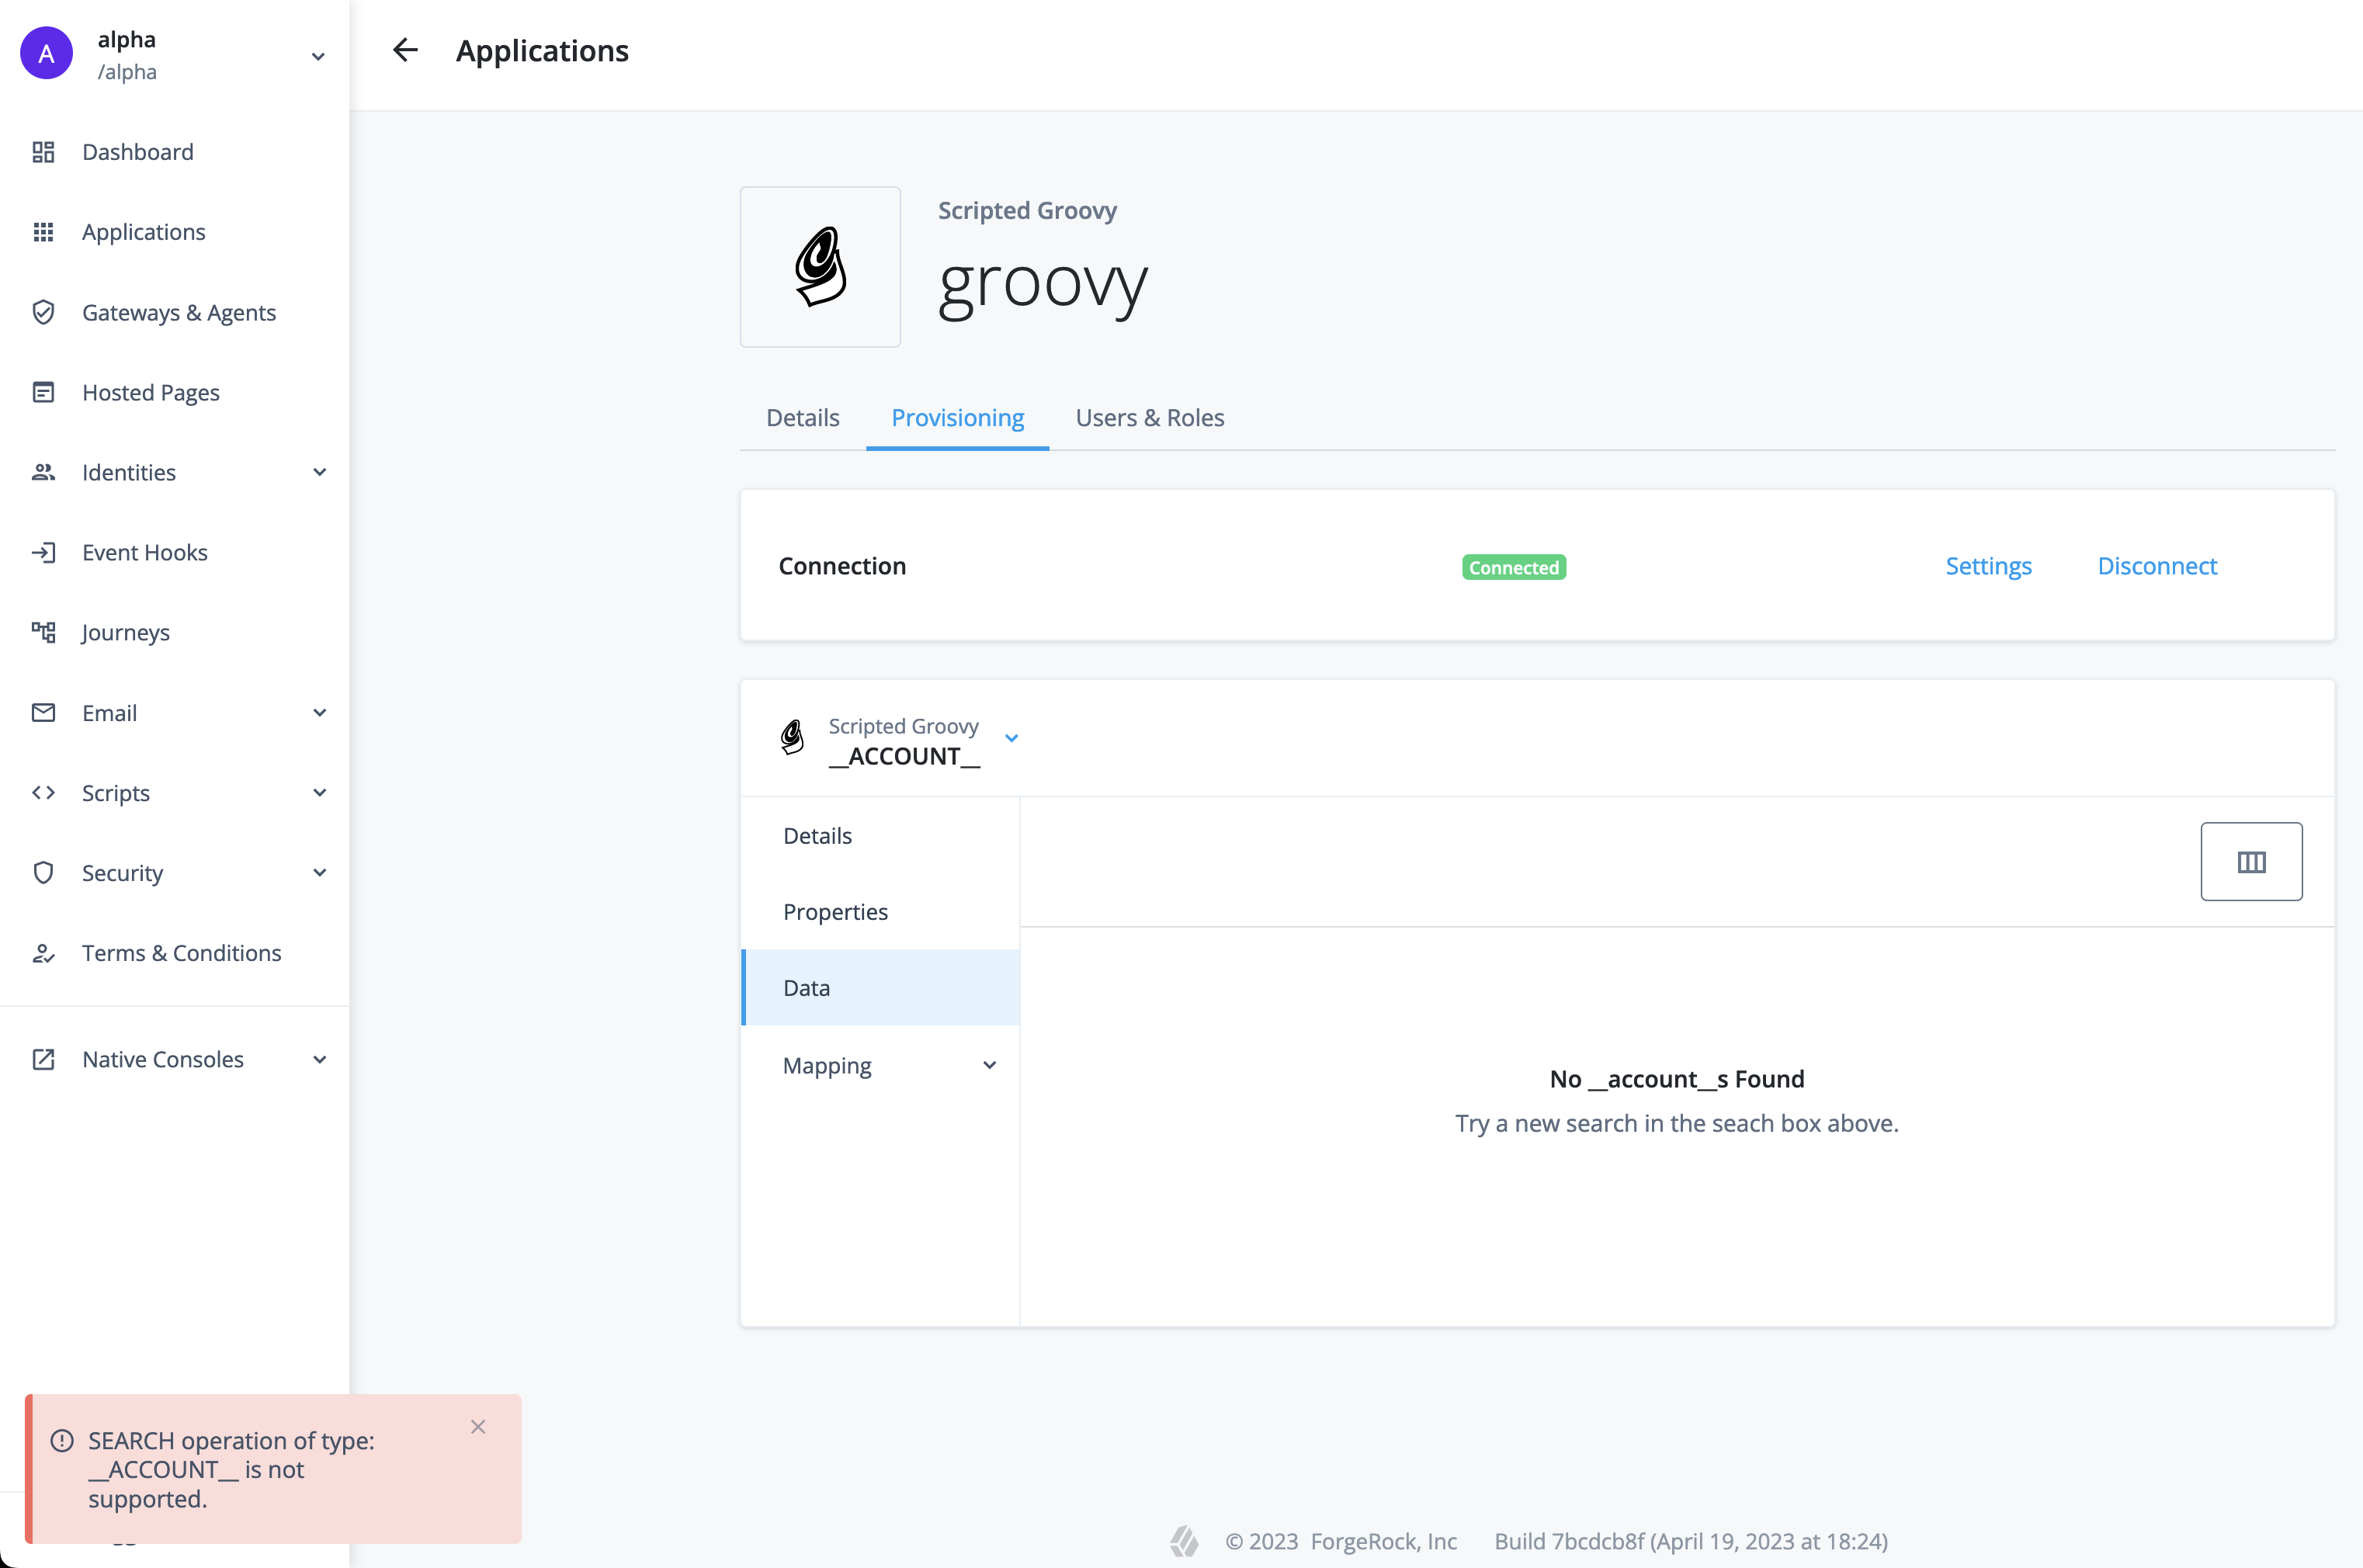 A
alpha
/alpha
Dashboard
Applications
Gateways & Agents
Hosted Pages
Identities
Event Hooks
Journeys
Email
Scripts
Security
Terms & Conditions
Native Consoles
Applications
Scripted Groovy
groovy
Details
Provisioning
Users & Roles
Connection
Connected
Settings
Disconnect
Scripted Groovy
__ACCOUNT__
Details
Properties
Data
Mapping
No __account__s Found
Try a new search in the seach box above.
SEARCH operation of type:
__ACCOUNT__ is not
supported.
© 2023 ForgeRock, Inc
Build 7bcdcb8f (April 19, 2023 at 18:24)